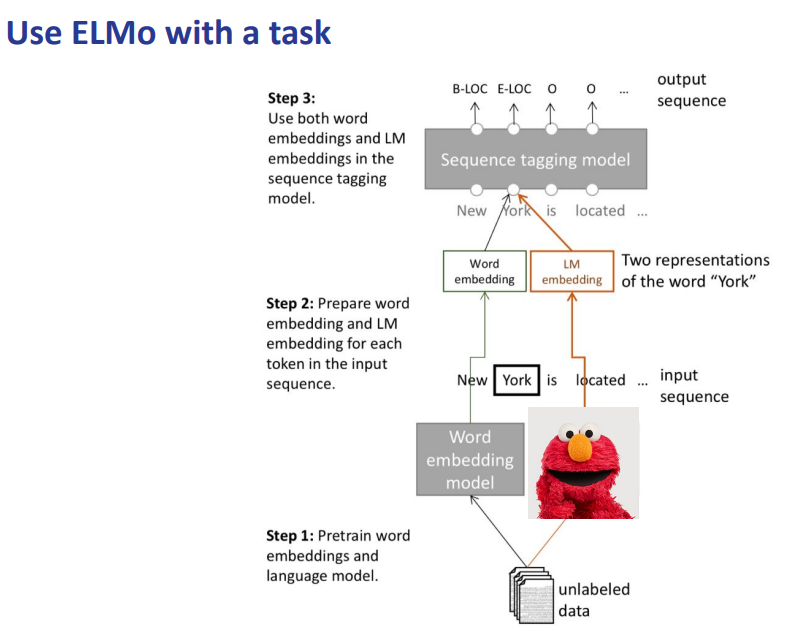 Use ELMo with a task
Step 3:
Use both word
embeddings and LM
embeddings in the
sequence tagging
model.
B-LOC E-LOC O O ...
output
sequence
Sequence tagging model
New York is located ...
Word
embedding
LM
embedding
Two representations
of the word “York”
Step 2: Prepare word
embedding and LM
embedding for each
token in the input
sequence.
New York is located ...
input
sequence
Word
embedding
model
Step 1: Pretrain word
embeddings and
language model.
unlabeled
data